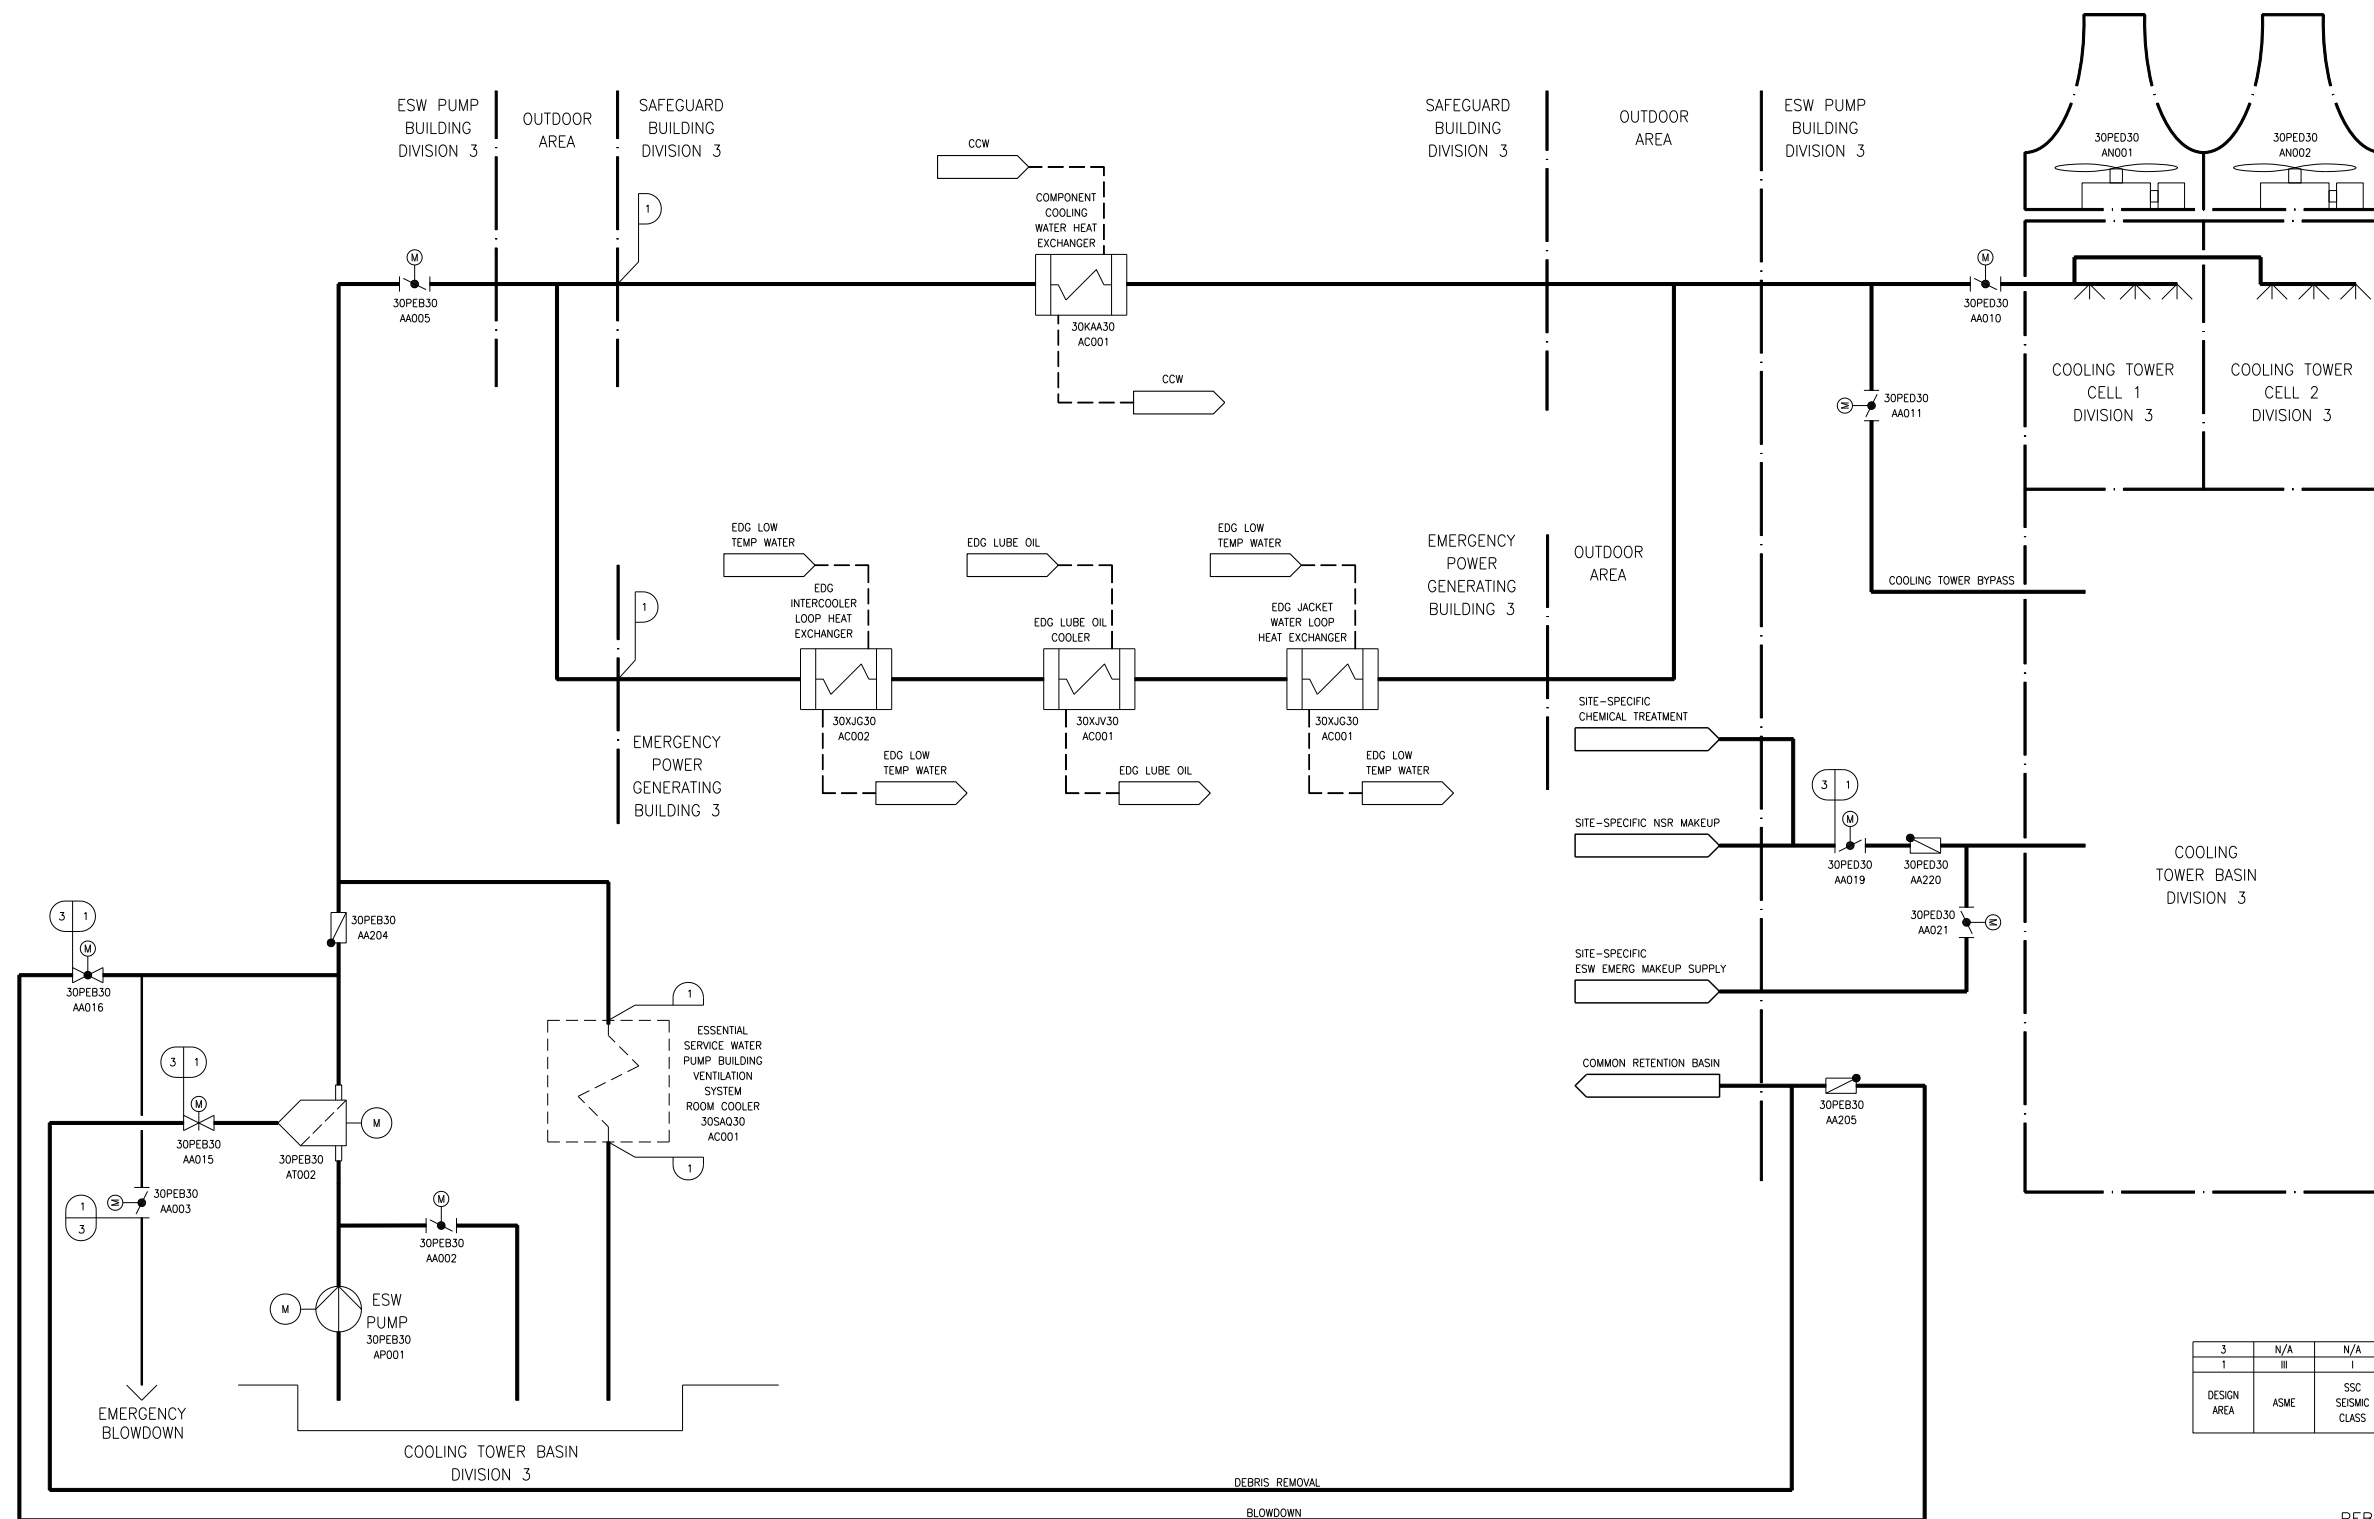 ESW PUMP
BUILDING
DIVISION 3
OUTDOOR
AREA
SAFEGUARD
BUILDING
DIVISION 3
SAFEGUARD
BUILDING
DIVISION 3
OUTDOOR
AREA
ESW PUMP
BUILDING
DIVISION 3
30PED30
AN001
30PED30
AN002
CCW
1
COMPONENT
COOLING
WATER HEAT
EXCHANGER
M
30PEB30
AA005
30KAA30
AC001
CCW
M
30PED30
AA010
COOLING TOWER
CELL 1
DIVISION 3
COOLING TOWER
CELL 2
DIVISION 3
M
30PED30
AA011
COOLING TOWER BYPASS
EDG LOW
TEMP WATER
EDG
INTERCOOLER
LOOP HEAT
EXCHANGER
EDG LUBE OIL
EDG LUBE OIL
COOLER
EDG LOW
TEMP WATER
EDG JACKET
WATER LOOP
HEAT EXCHANGER
EMERGENCY
POWER
GENERATING
BUILDING 3
OUTDOOR
AREA
1
30XJG30
AC002
30XJV30
AC001
30XJG30
AC001
EMERGENCY
POWER
GENERATING
BUILDING 3
EDG LOW
TEMP WATER
EDG LUBE OIL
EDG LOW
TEMP WATER
SITE-SPECIFIC
CHEMICAL TREATMENT
3 1
M
SITE-SPECIFIC NSR MAKEUP
30PED30
AA019
30PED30
AA220
COOLING
TOWER BASIN
DIVISION 3
30PED30
AA021
M
SITE-SPECIFIC
ESW EMERG MAKEUP SUPPLY
3 1
M
30PEB30
AA016
30PEB30
AA204
1
ESSENTIAL
SERVICE WATER
PUMP BUILDING
VENTILATION
SYSTEM
ROOM COOLER
30SAQ30
AC001
1
COMMON RETENTION BASIN
30PEB30
AA205
3 1
M
30PEB30
AA015
30PEB30
AT002
M
30PEB30
AA003
M
1
3
M
30PEB30
AA002
M
ESW
PUMP
30PEB30
AP001
EMERGENCY
BLOWDOWN
COOLING TOWER BASIN
DIVISION 3
DEBRIS REMOVAL
BLOWDOWN
3 N/A N/A
1 III I
DESIGN
AREA
ASME
SSC
SEISMIC
CLASS